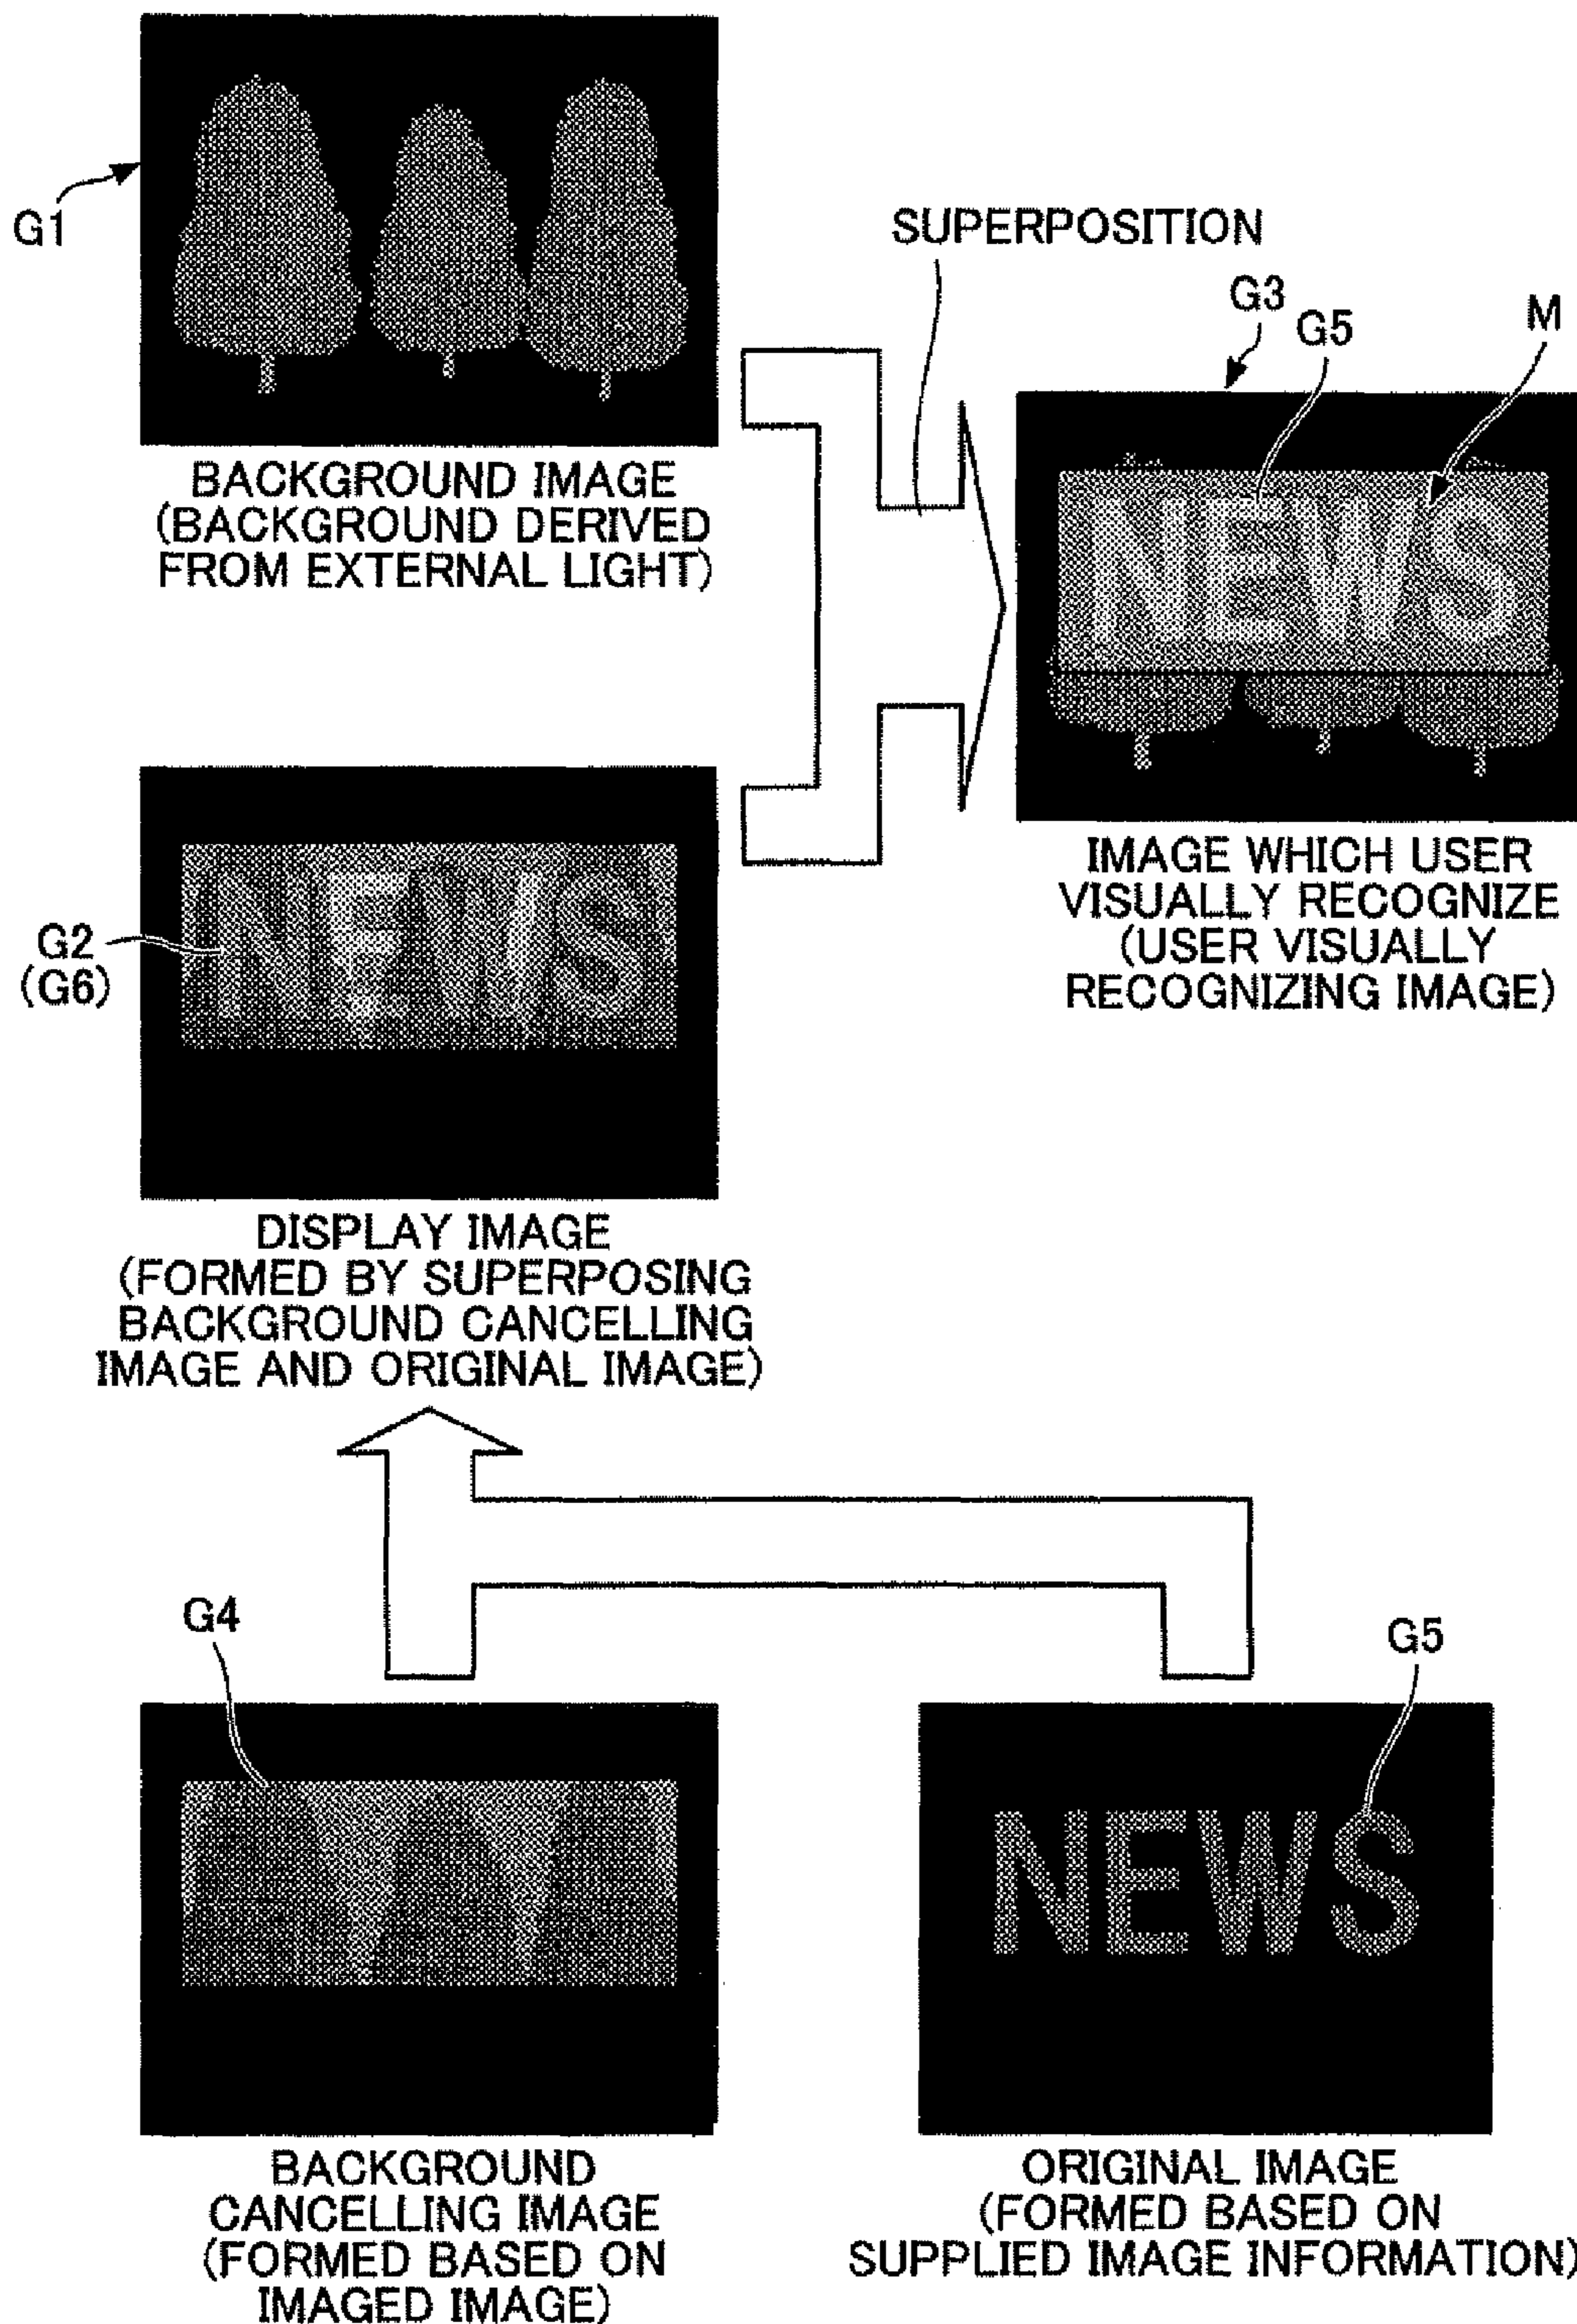 G1
BACKGROUND IMAGE
(BACKGROUND DERIVED
FROM EXTERNAL LIGHT)
SUPERPOSITION
G3
G5
M
NEWS
IMAGE WHICH USER
VISUALLY RECOGNIZE
(USER VISUALLY
RECOGNIZING IMAGE)
G2
(G6)
NEWS
DISPLAY IMAGE
(FORMED BY SUPERPOSING
BACKGROUND CANCELLING
IMAGE AND ORIGINAL IMAGE)
G4
BACKGROUND
CANCELLING IMAGE
(FORMED BASED ON
IMAGED IMAGE)
G5
NEWS
ORIGINAL IMAGE
(FORMED BASED ON
SUPPLIED IMAGE INFORMATION)